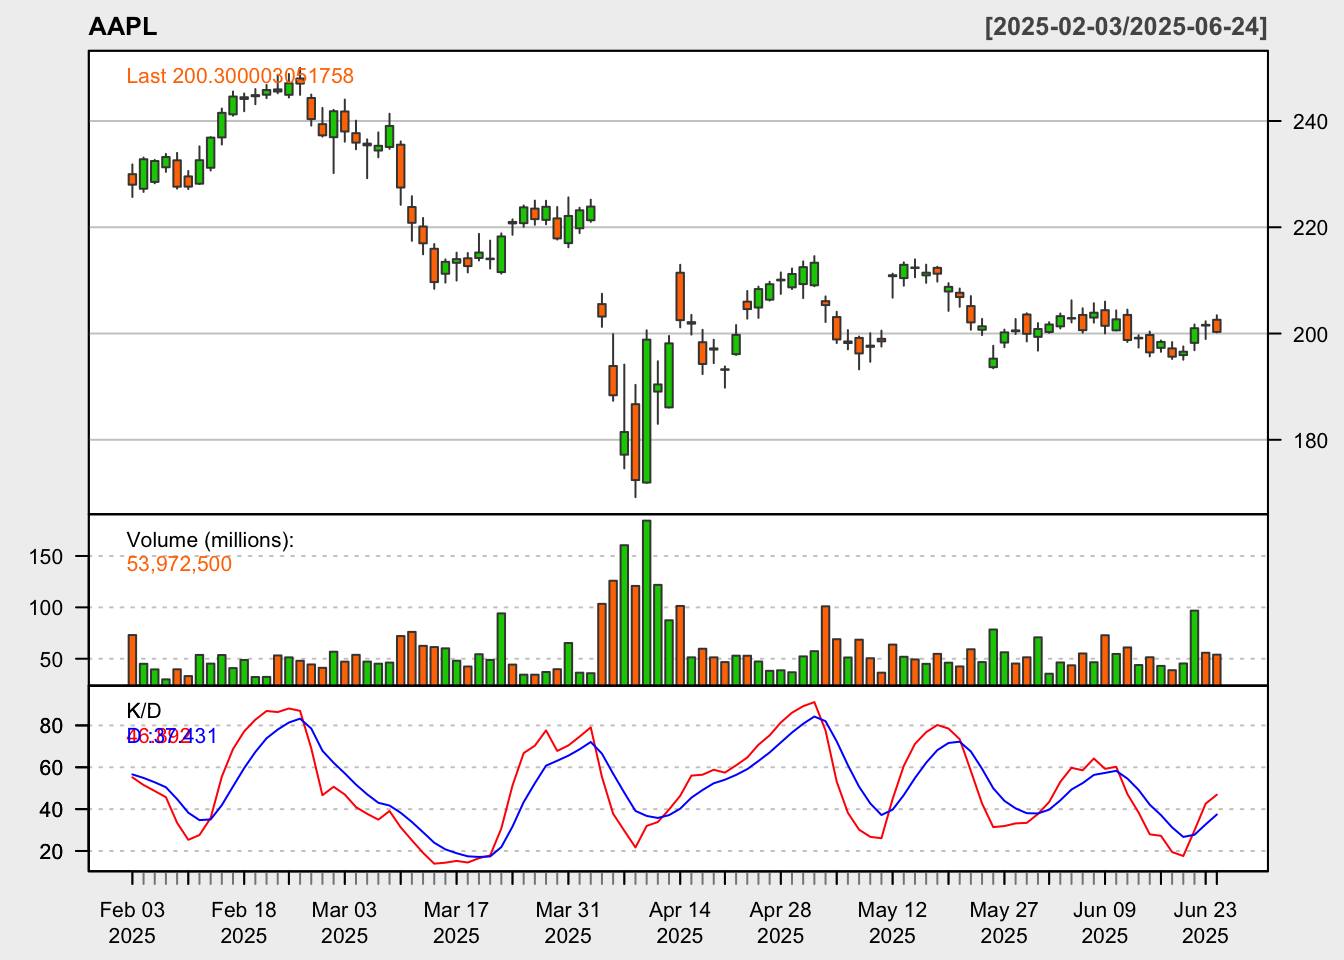 AAPL [2025-02-03/2025-06-24]
Last 200.300003051758
240
220
200
180
Volume (millions):
53,972,500
150
100
50
K/D
D :37.431
80
60
40
20
Feb 03 Feb 18 Mar 03 Mar 17 Mar 31 Apr 14 Apr 28 May 12 May 27 Jun 09 Jun 23
2025 2025 2025 2025 2025 2025 2025 2025 2025 2025 2025